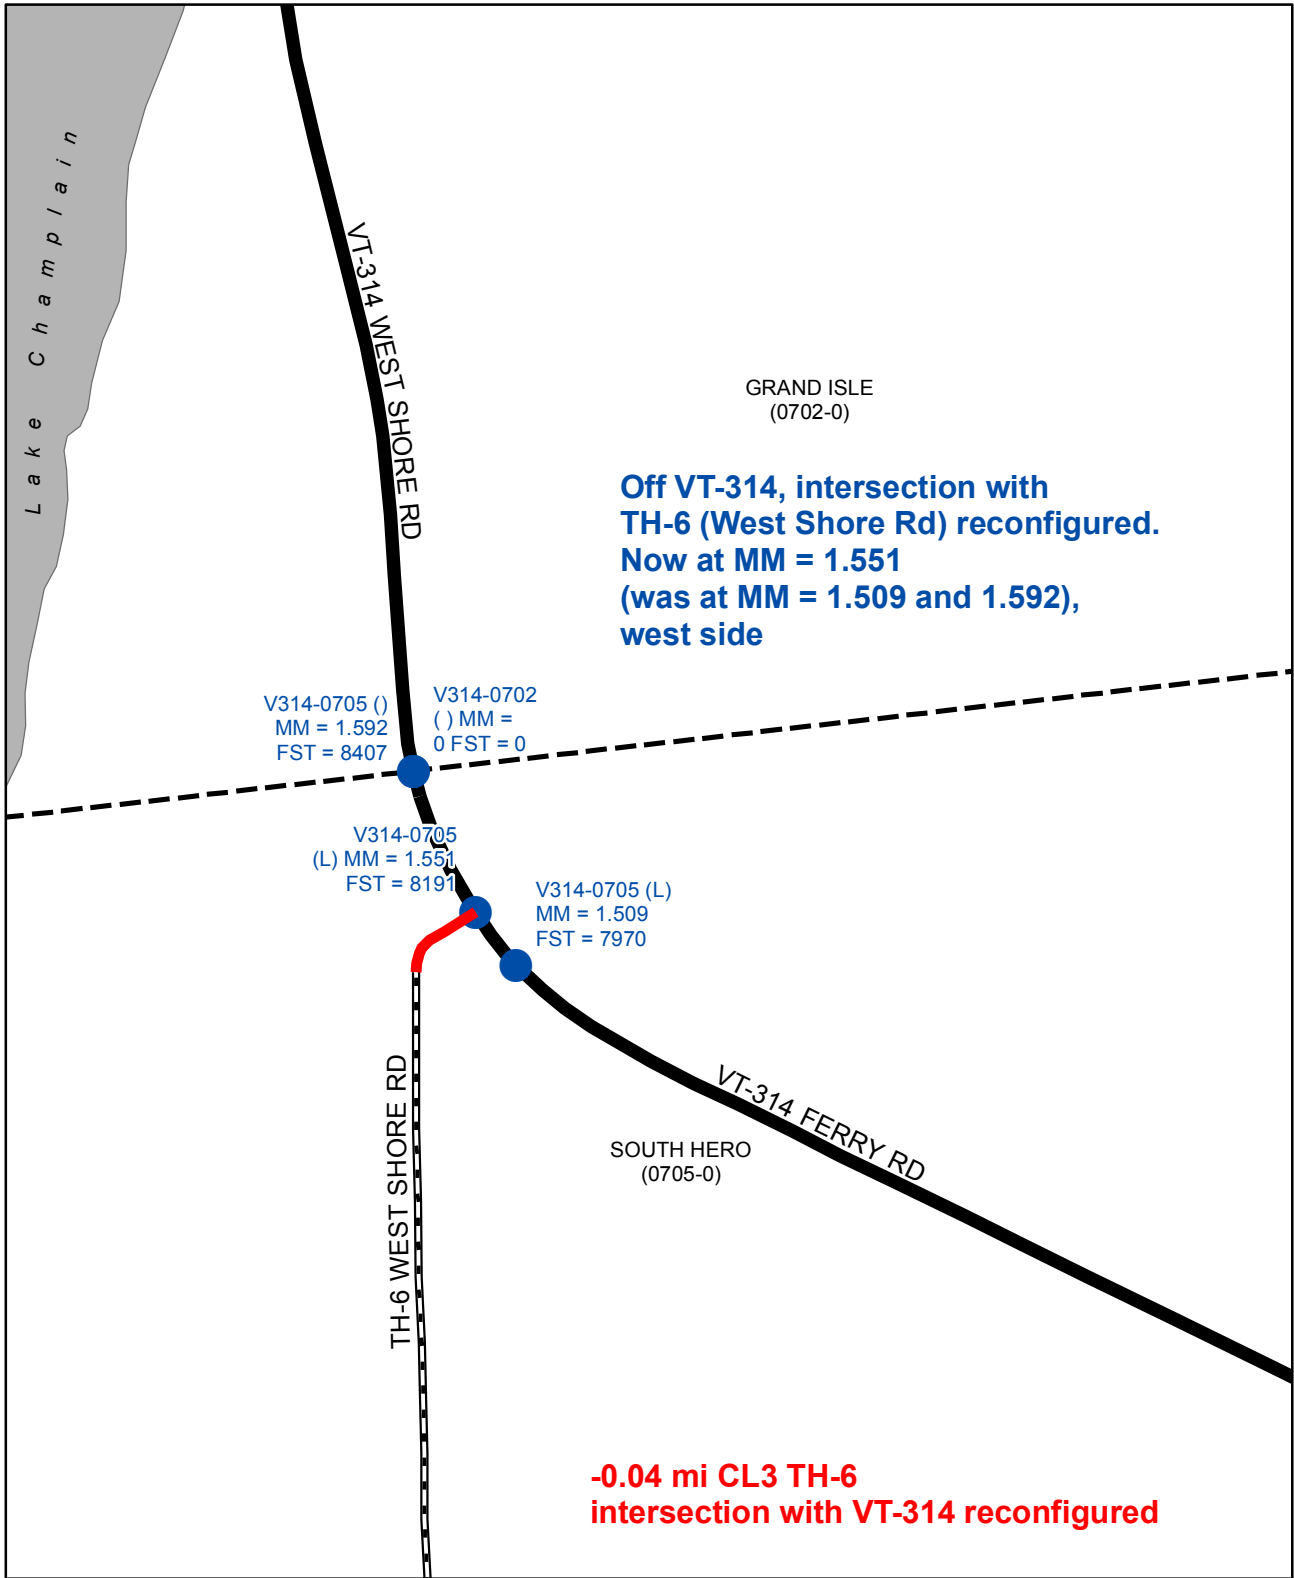 Lake Champlain
VT-314 WEST SHORE RD
GRAND ISLE
(0702-0)
Off VT-314, intersection with
TH-6 (West Shore Rd) reconfigured.
Now at MM = 1.551
(was at MM = 1.509 and 1.592),
west side
V314-0705 ()
MM = 1.592
FST = 8407
V314-0702
( ) MM =
0 FST = 0
V314-0705
(L) MM = 1.551
FST = 8191
V314-0705 (L)
MM = 1.509
FST = 7970
TH-6 WEST SHORE RD
VT-314 FERRY RD
SOUTH HERO
(0705-0)
-0.04 mi CL3 TH-6
intersection with VT-314 reconfigured